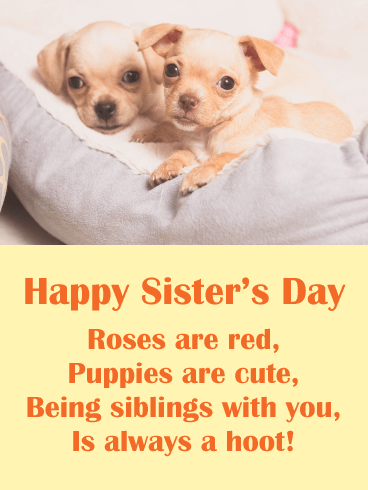 Happy Sister’s Day
Roses are red,
Puppies are cute,
Being siblings with you,
Is always a hoot!